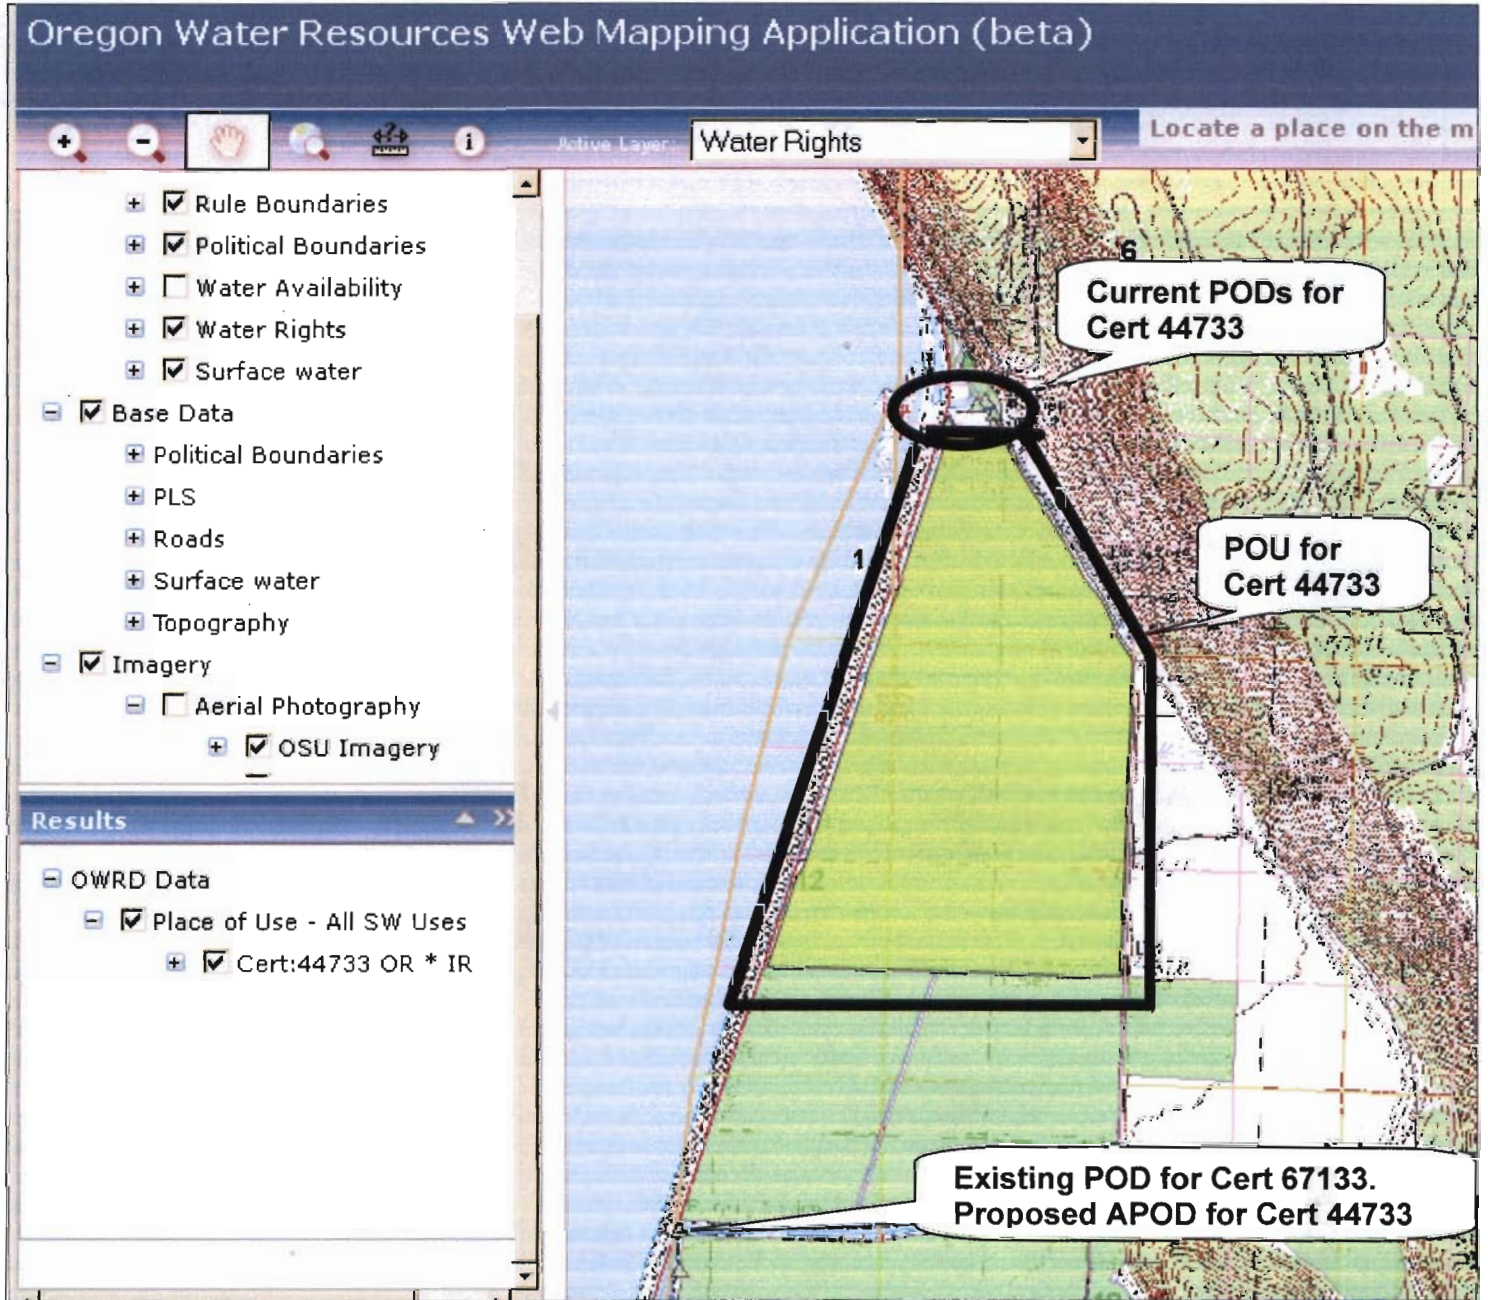 Oregon Water Resources Web Mapping Application (beta)
Active Layer: Water Rights
Locate a place on the m
Rule Boundaries
Political Boundaries
Water Availability
Water Rights
Surface water
Base Data
Political Boundaries
PLS
Roads
Surface water
Topography
Imagery
Aerial Photography
OSU Imagery
Results
OWRD Data
Place of Use - All SW Uses
Cert:44733 OR * IR
6
Current PODs for
Cert 44733
1
POU for
Cert 44733
12
Existing POD for Cert 67133.
Proposed APOD for Cert 44733